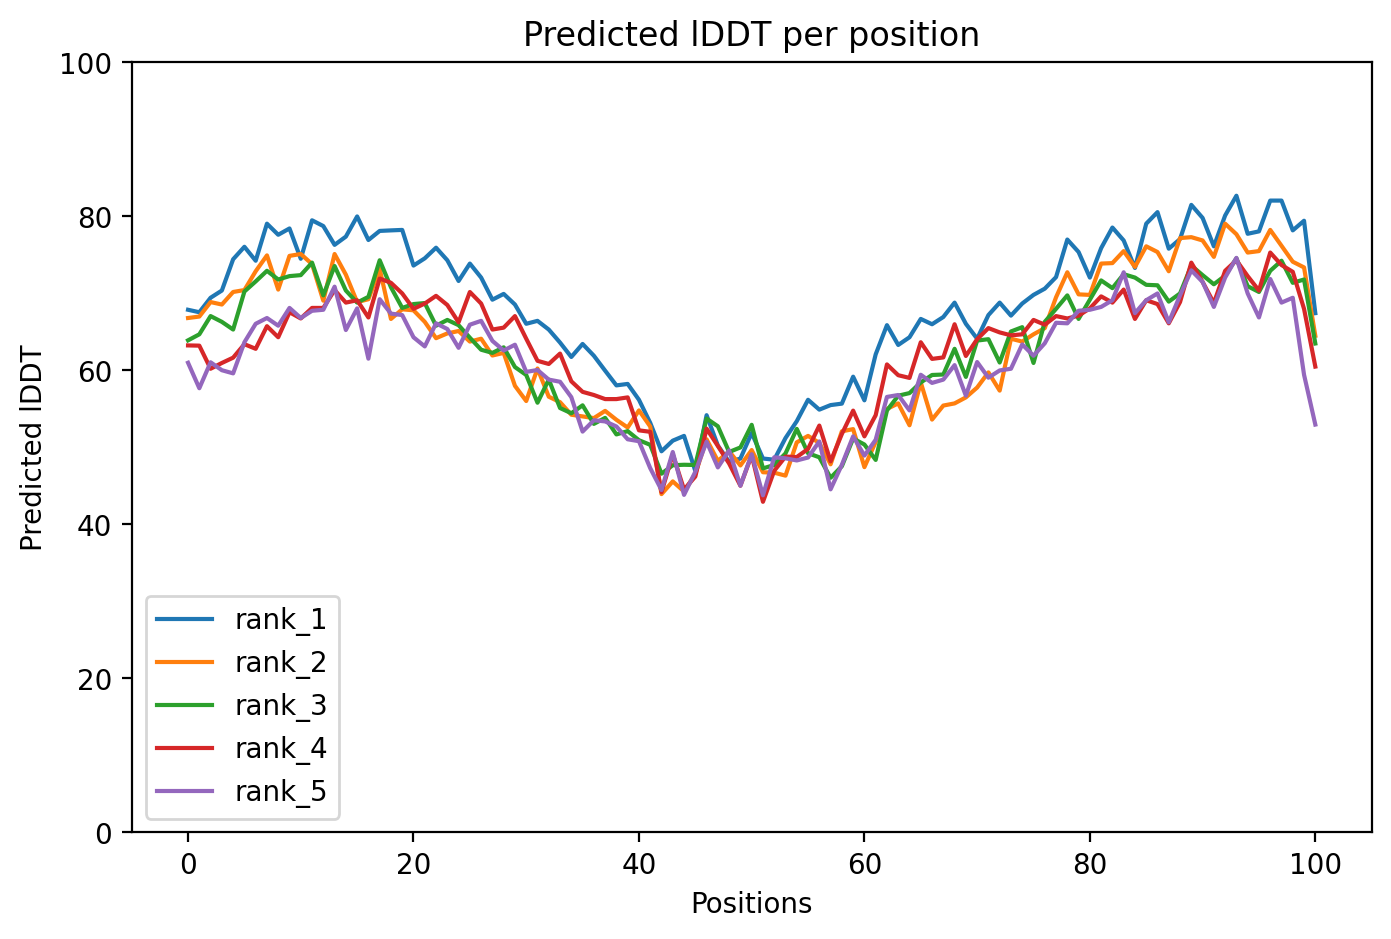 Predicted lDDT per position
Predicted lDDT
100
80
60
40
20
0
rank_1
rank_2
rank_3
rank_4
rank_5
0 20 40 60 80 100
Positions